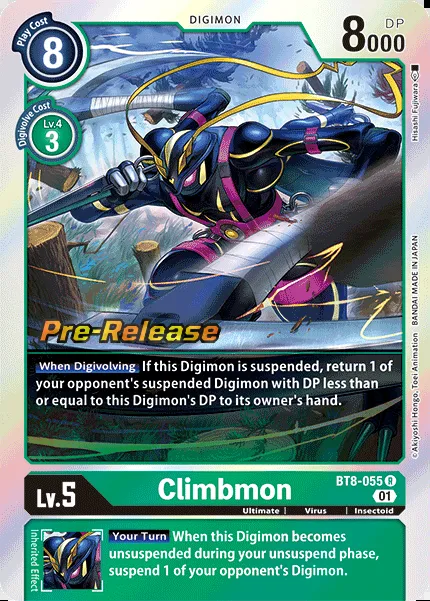 Play Cost
8
DIGIMON
DP
8000
Digivolve Cost
Lv.4
3
Hisashi Fujiwara
Pre-Release
When Digivolving If this Digimon is suspended, return 1 of
your opponent's suspended Digimon with DP less than
or equal to this Digimon's DP to its owner's hand.
©Akiyoshi Hongo, Toei Animation BANDAI MADE IN JAPAN
Lv.5
Climbmon
BT8-055 R
01
Ultimate | Virus | Insectoid
Inherited Effect
Your Turn When this Digimon becomes
unsuspended during your unsuspend phase,
suspend 1 of your opponent's Digimon.